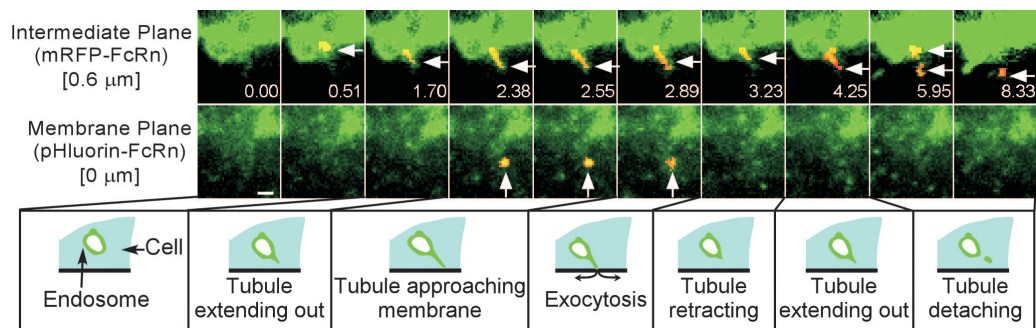 Intermediate Plane
(mRFP-FcRn)
[0.6 μm]
0.00 0.51 1.70 2.38 2.55 2.89 3.23 4.25 5.95 8.33
Membrane Plane
(pHluorin-FcRn)
[0 μm]
Cell
Endosome
Tubule
extending out
Tubule approaching
membrane
Exocytosis
Tubule
retracting
Tubule
extending out
Tubule
detaching